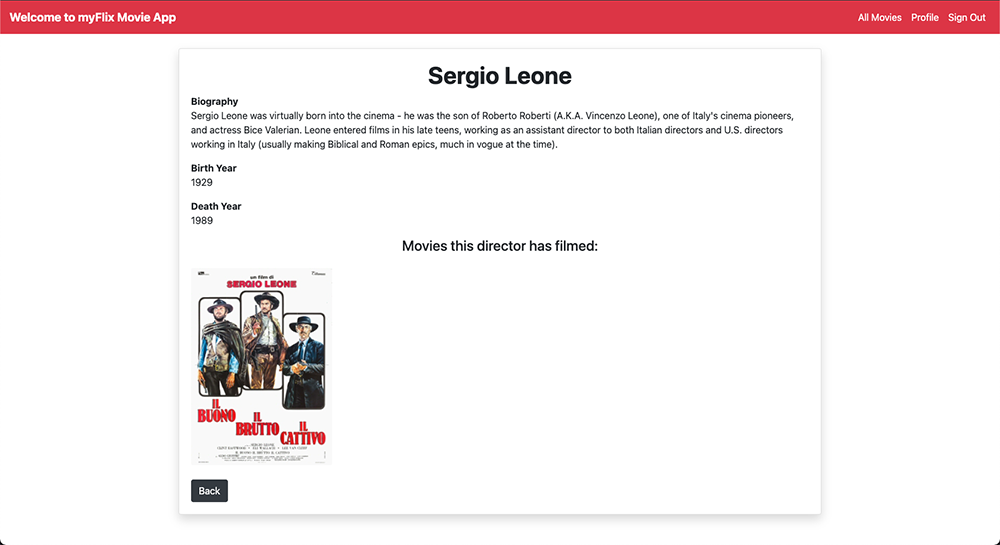 Welcome to myFlix Movie App
All Movies Profile Sign Out
Sergio Leone
Biography
Sergio Leone was virtually born into the cinema - he was the son of Roberto Roberti (A.K.A. Vincenzo Leone), one of Italy's cinema pioneers,
and actress Bice Valerian. Leone entered films in his late teens, working as an assistant director to both Italian directors and U.S. directors
working in Italy (usually making Biblical and Roman epics, much in vogue at the time).
Birth Year
1929
Death Year
1989
Movies this director has filmed:
un film di
SERGIO LEONE
IL
BUONO
IL
BRUTTO
IL
CATTIVO
SERGIO LEONE
Back